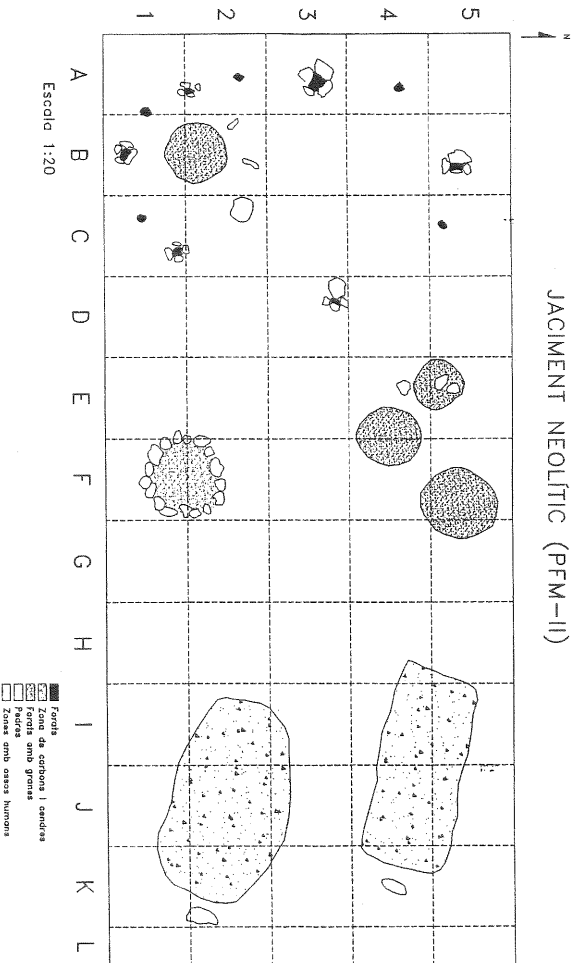 JACIMENT NEOLÍTIC (PFM-II)
N
1 2 3 4 5
A
B
C
D
E
F
G
H
I
J
K
L
Escala 1:20
Forats
Zona de carbons i cendres
Forats amb granes
Pedres
Zones amb ossos humans